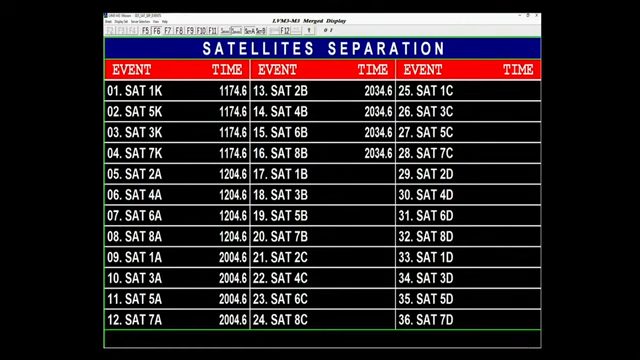 LVM3-M3 Merged Display
F5 F6 F7 F8 F9 F10 F11 F12
SATELLITES SEPARATION
EVENT TIME EVENT TIME EVENT TIME
01. SAT 1K 1174.6 13. SAT 2B 2034.6 25. SAT 1C
02. SAT 5K 1174.6 14. SAT 4B 2034.6 26. SAT 3C
03. SAT 3K 1174.6 15. SAT 6B 2034.6 27. SAT 5C
04. SAT 7K 1174.6 16. SAT 8B 2034.6 28. SAT 7C
05. SAT 2A 1204.6 17. SAT 1B 29. SAT 2D
06. SAT 4A 1204.6 18. SAT 3B 30. SAT 4D
07. SAT 6A 1204.6 19. SAT 5B 31. SAT 6D
08. SAT 8A 1204.6 20. SAT 7B 32. SAT 8D
09. SAT 1A 2004.6 21. SAT 2C 33. SAT 1D
10. SAT 3A 2004.6 22. SAT 4C 34. SAT 3D
11. SAT 5A 2004.6 23. SAT 6C 35. SAT 5D
12. SAT 7A 2004.6 24. SAT 8C 36. SAT 7D